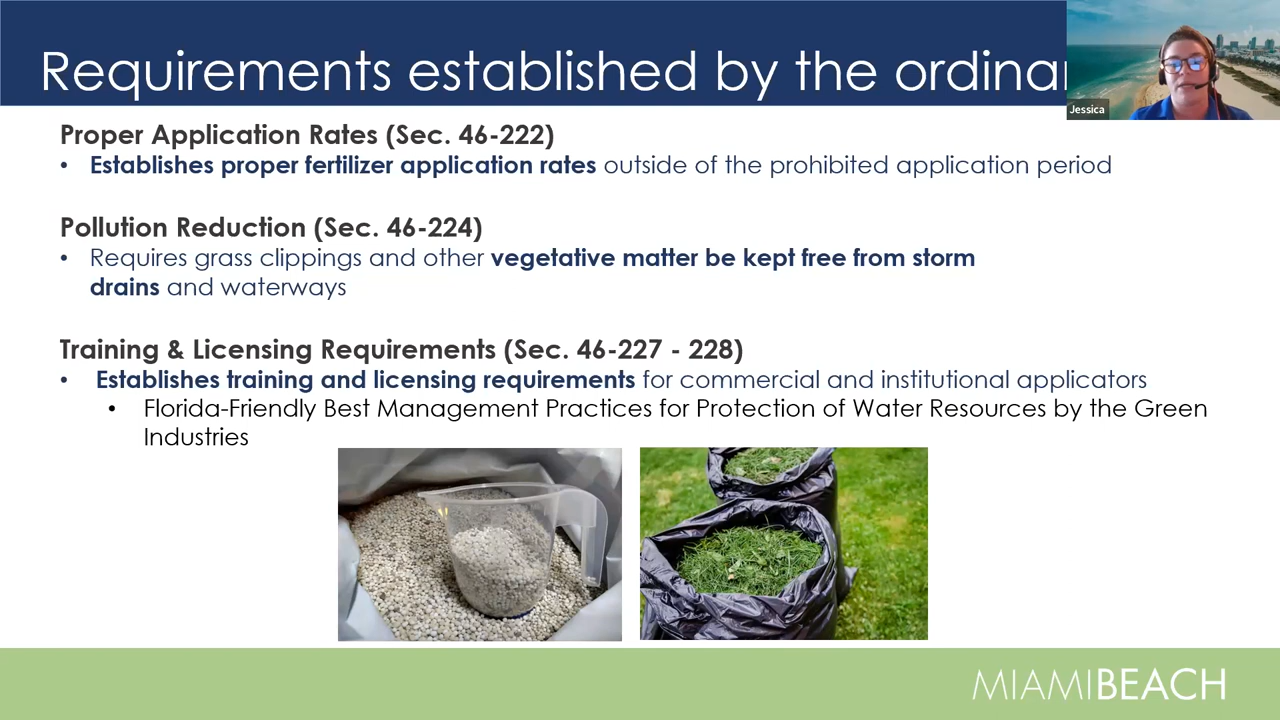 Requirements established by the ordina
Jessica
Proper Application Rates (Sec. 46-222)
• Establishes proper fertilizer application rates outside of the prohibited application period
Pollution Reduction (Sec. 46-224)
• Requires grass clippings and other vegetative matter be kept free from storm
drains and waterways
Training & Licensing Requirements (Sec. 46-227 - 228)
• Establishes training and licensing requirements for commercial and institutional applicators
• Florida-Friendly Best Management Practices for Protection of Water Resources by the Green
Industries
MIAMIBEACH